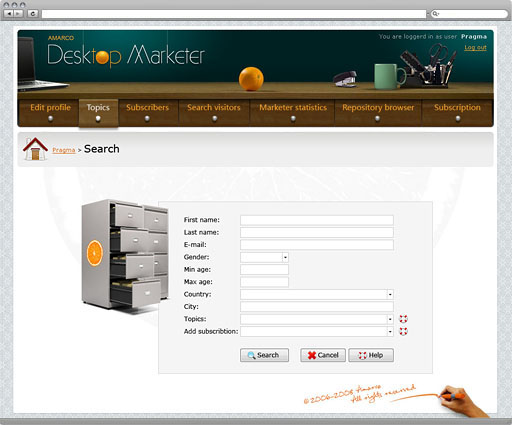 AMARCO
Desktop Marketer
You are loggerd in as user Pragma
Log out
Edit profile
Topics
Subscribers
Search visitors
Marketer statistics
Repository browser
Subscription
Pragma > Search
First name:
Last name:
E-mail:
Gender:
Min age:
Max age:
Country:
City:
Topics:
Add subscribtion:
Search
Cancel
Help
© 2006-2008 Amarco
All rights reserved